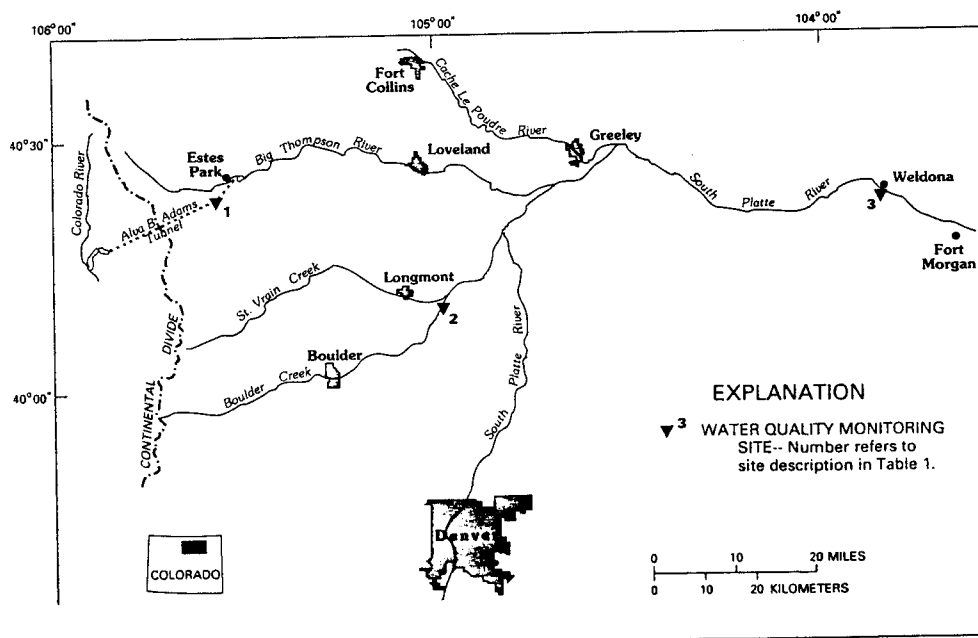 106°00"
105°00"
104°00"
Fort
Collins
Cache Le Poudre River
Greeley
40°30"
Estes
Park
Big Thompson River
Loveland
Colorado River
1
Alva B. Adams
Tunnel
South Platte River
3
Weldona
Fort
Morgan
St. Vrain Creek
Longmont
2
CONTINENTAL DIVIDE
Boulder
Boulder Creek
40°00"
South Platte River
EXPLANATION
3 WATER QUALITY MONITORING
SITE-- Number refers to
site description in Table 1.
Denver
COLORADO
0 10 20 MILES
0 10 20 KILOMETERS